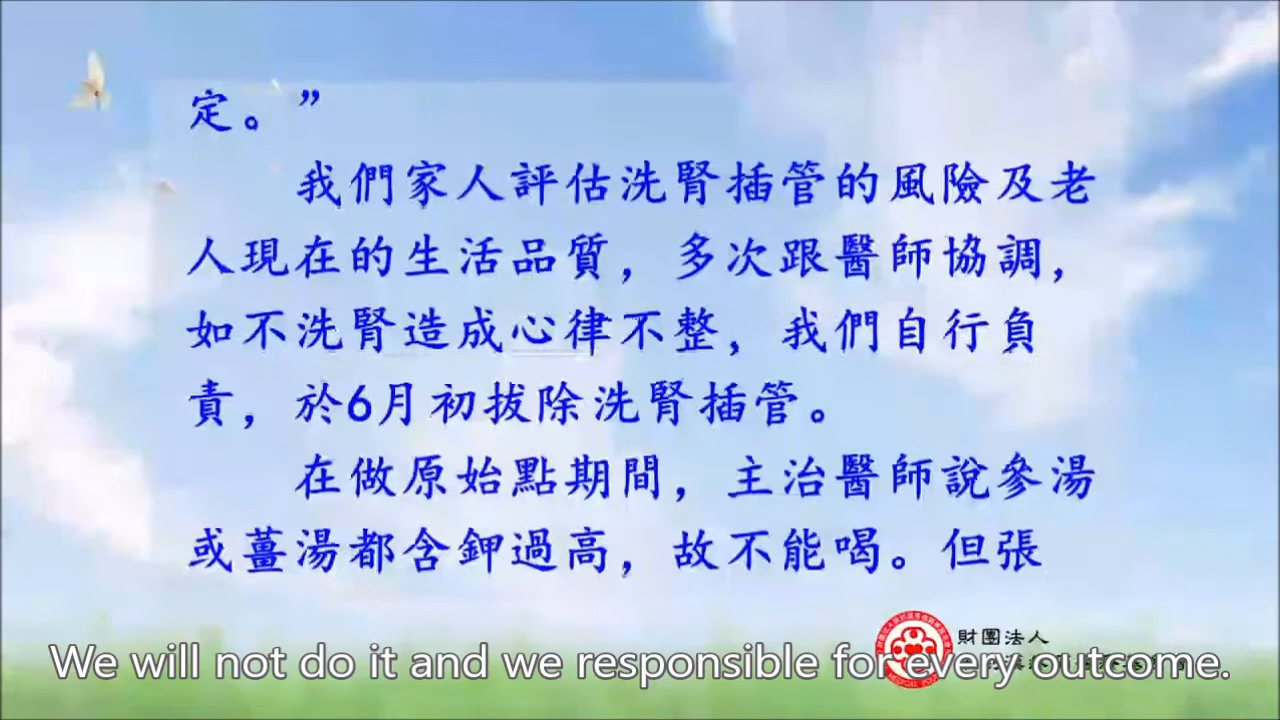 定。”
我們家人評估洗腎插管的風險及老
人現在的生活品質，多次跟醫師協調，
如不洗腎造成心律不整，我們自行負
責，於6月初拔除洗腎插管。
在做原始點期間，主治醫師說參湯
或薑湯都含鉀過高，故不能喝。但張
財團法人
We will not do it and we responsible for every outcome.